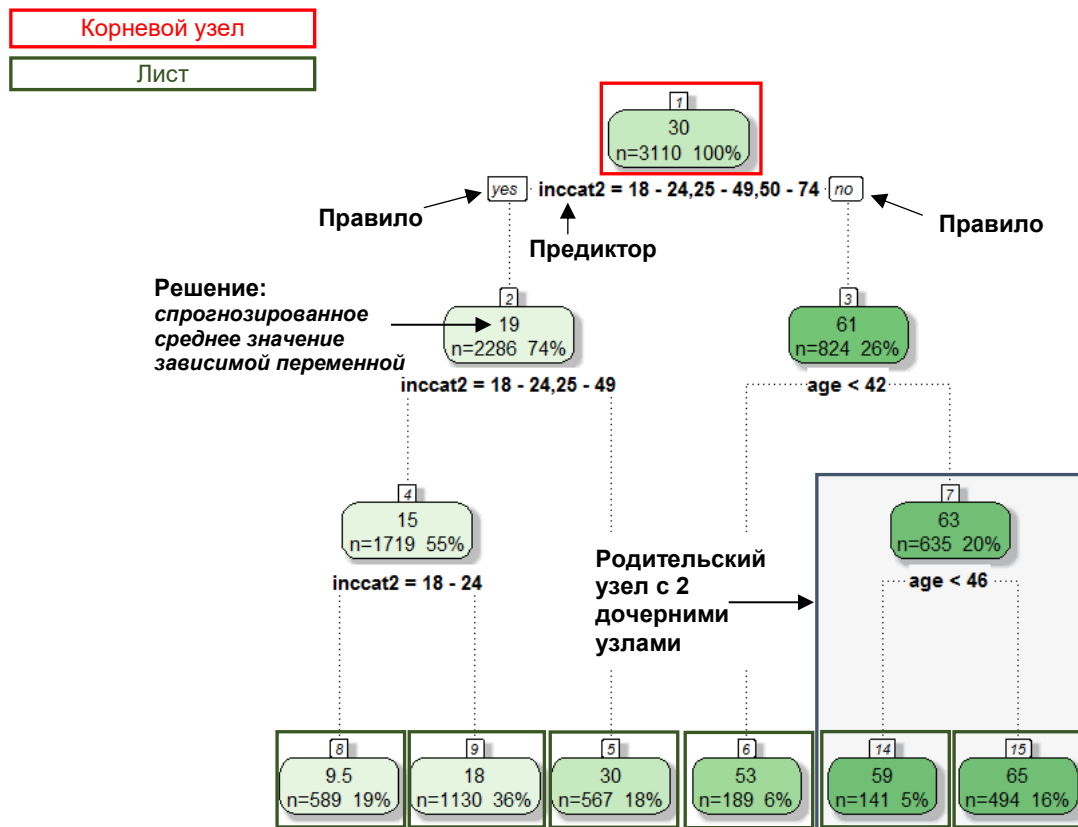 Корневой узел
Лист
1
30
n=3110 100%
yes
inccat2 = 18 - 24,25 - 49,50 - 74
no
Правило
Предиктор
Правило
Решение:
спрогнозированное
среднее значение
зависимой переменной
2
19
n=2286 74%
3
61
n=824 26%
inccat2 = 18 - 24,25 - 49
age < 42
4
15
n=1719 55%
7
63
n=635 20%
inccat2 = 18 - 24
Родительский
узел с 2
дочерними
узлами
age < 46
8
9.5
n=589 19%
9
18
n=1130 36%
5
30
n=567 18%
6
53
n=189 6%
14
59
n=141 5%
15
65
n=494 16%